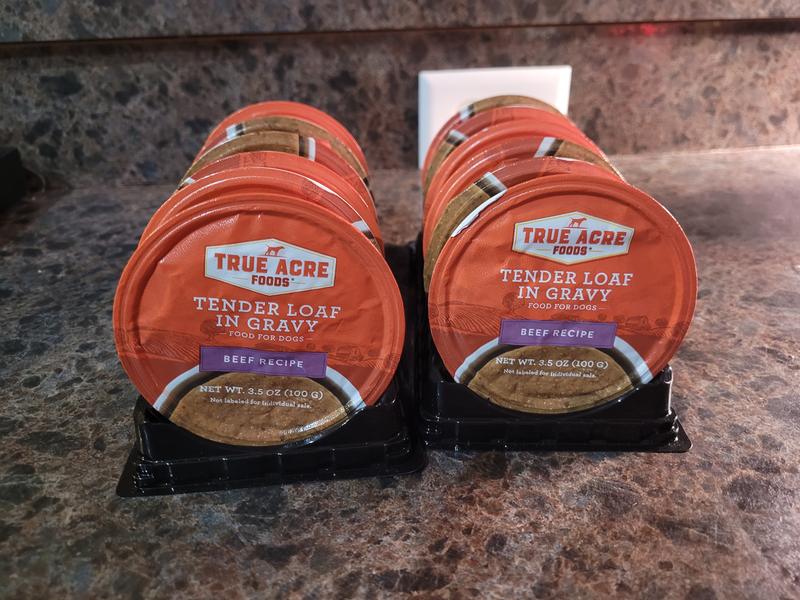 TRUE ACRE
FOODS
TENDER LOAF
IN GRAVY
FOOD FOR DOGS
BEEF RECIPE
NET WT. 3.5 OZ (100 G)
Not labeled for individual sale.
TRUE ACRE
FOODS
TENDER LOAF
IN GRAVY
FOOD FOR DOGS
BEEF RECIPE
NET WT. 3.5 OZ (100 G)
Not labeled for individual sale.